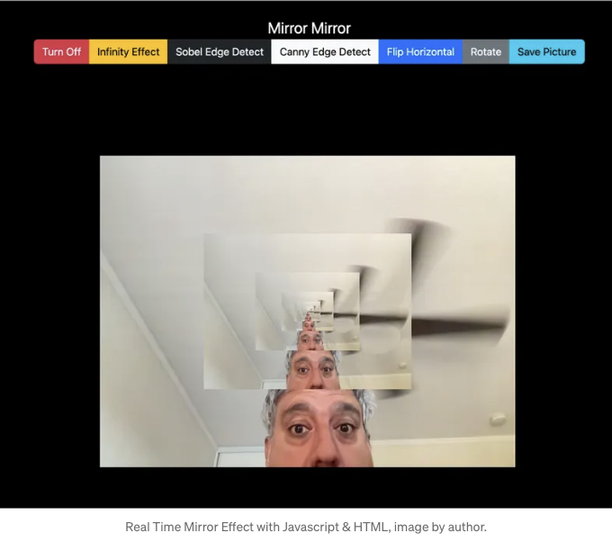 Mirror Mirror
Turn Off Infinity Effect Sobel Edge Detect Canny Edge Detect Flip Horizontal Rotate Save Picture
Real Time Mirror Effect with Javascript & HTML, image by author.